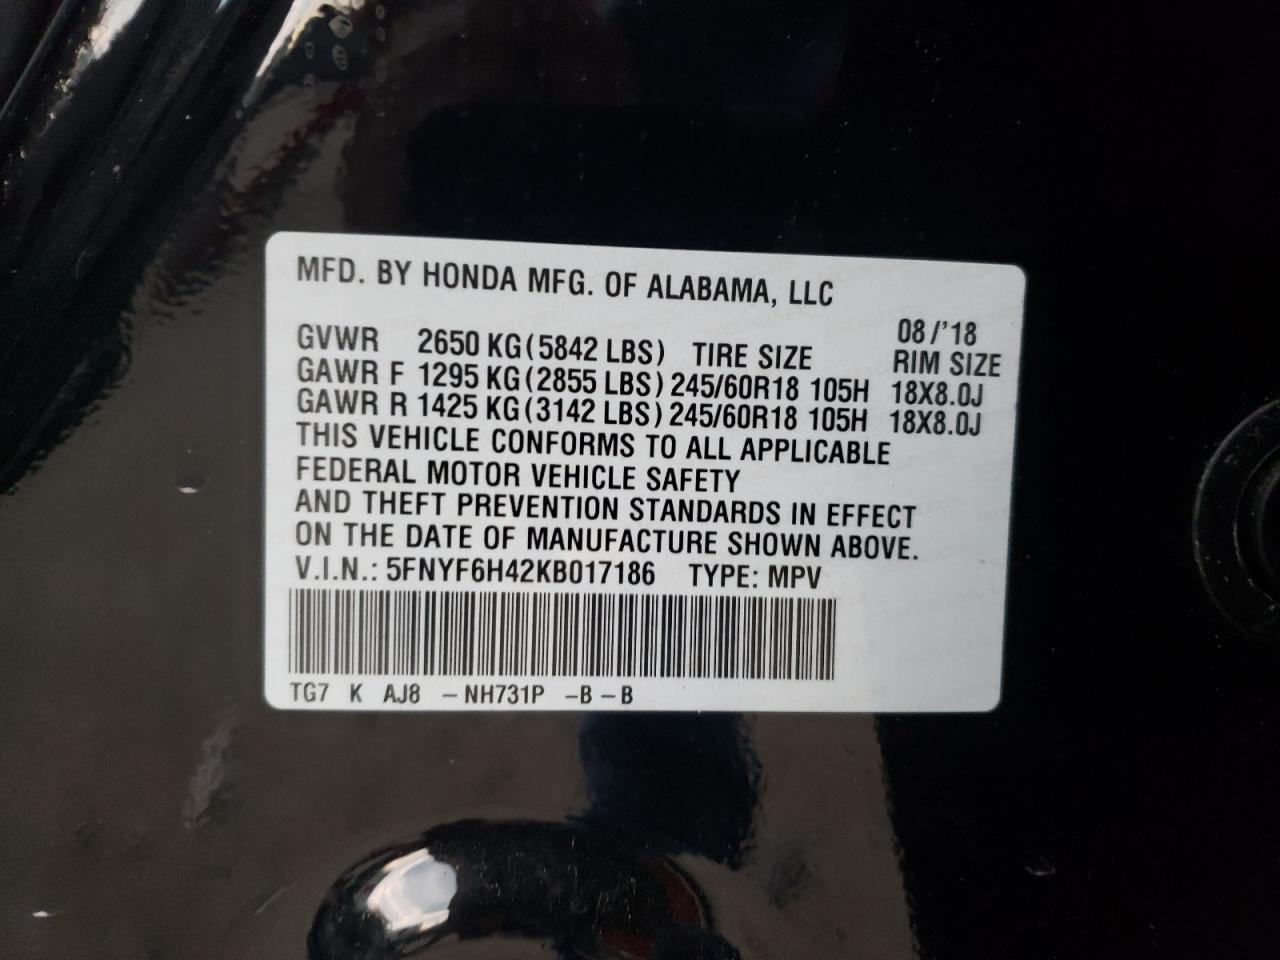 MFD. BY HONDA MFG. OF ALABAMA, LLC
08/'18
GVWR 2650 KG(5842 LBS) TIRE SIZE RIM SIZE
GAWR F 1295 KG(2855 LBS) 245/60R18 105H 18X8.0J
GAWR R 1425 KG(3142 LBS) 245/60R18 105H 18X8.0J
THIS VEHICLE CONFORMS TO ALL APPLICABLE
FEDERAL MOTOR VEHICLE SAFETY
AND THEFT PREVENTION STANDARDS IN EFFECT
ON THE DATE OF MANUFACTURE SHOWN ABOVE.
V.I.N.: 5FNYF6H42KB017186 TYPE: MPV
TG7 K AJ8 -NH731P -B-B